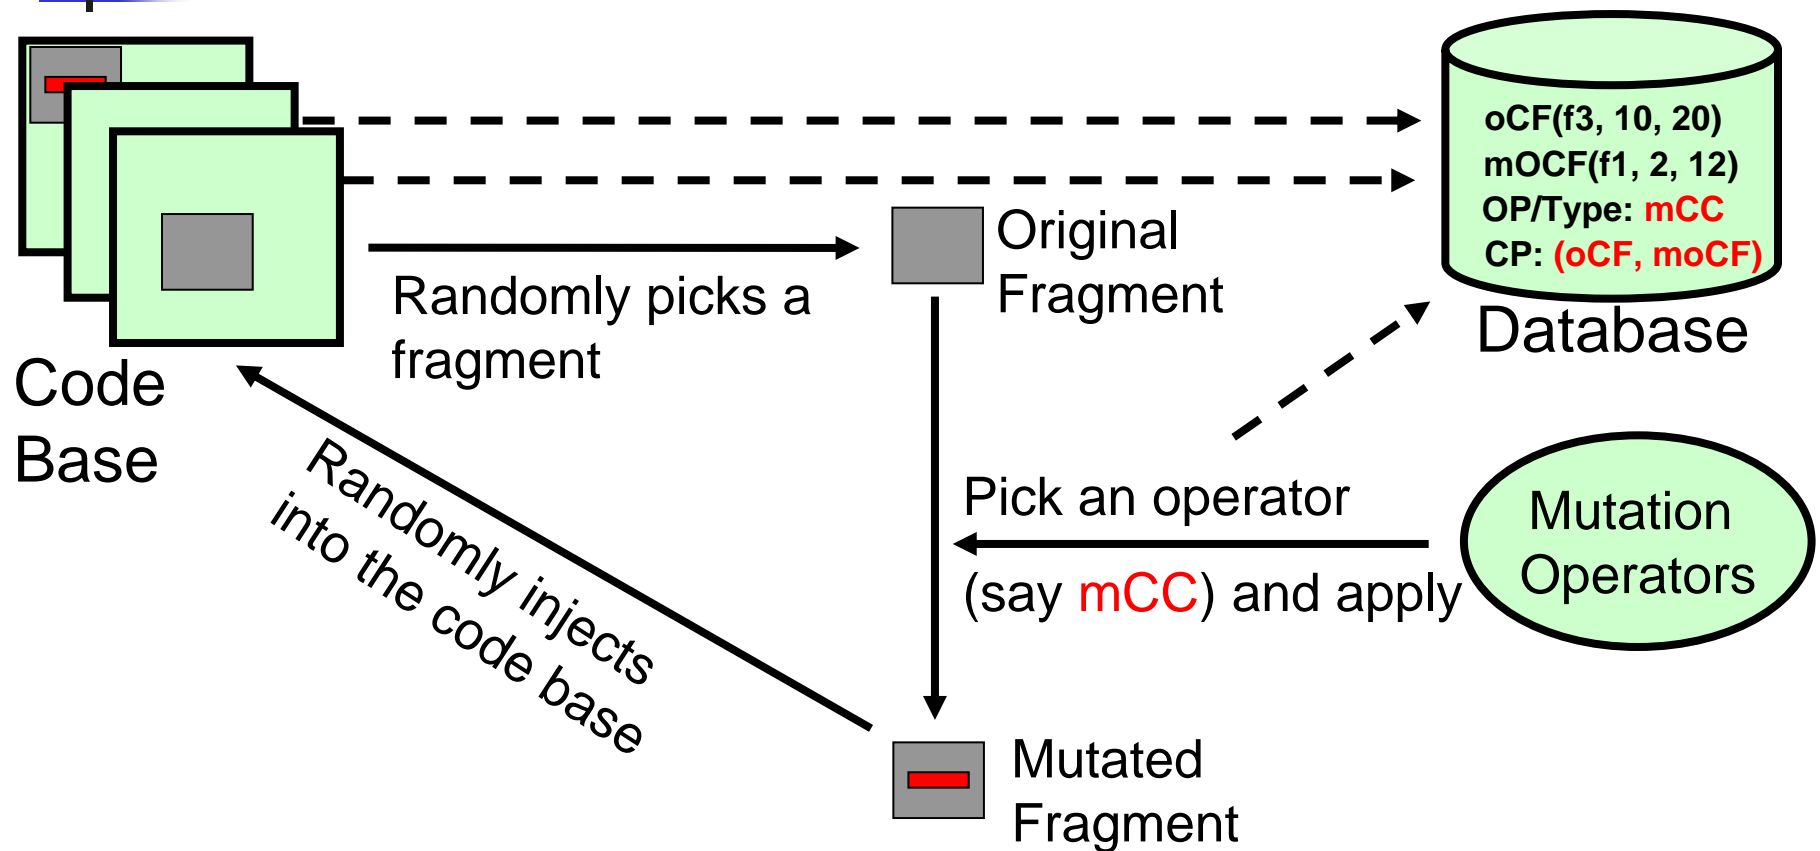 oCF(f3, 10, 20)
mOCF(f1, 2, 12)
OP/Type: mCC
CP: (oCF, moCF)
Database
Original
Fragment
Randomly picks a
fragment
Code
Base
Randomly injects
into the code base
Pick an operator
(say mCC) and apply
Mutation
Operators
Mutated
Fragment